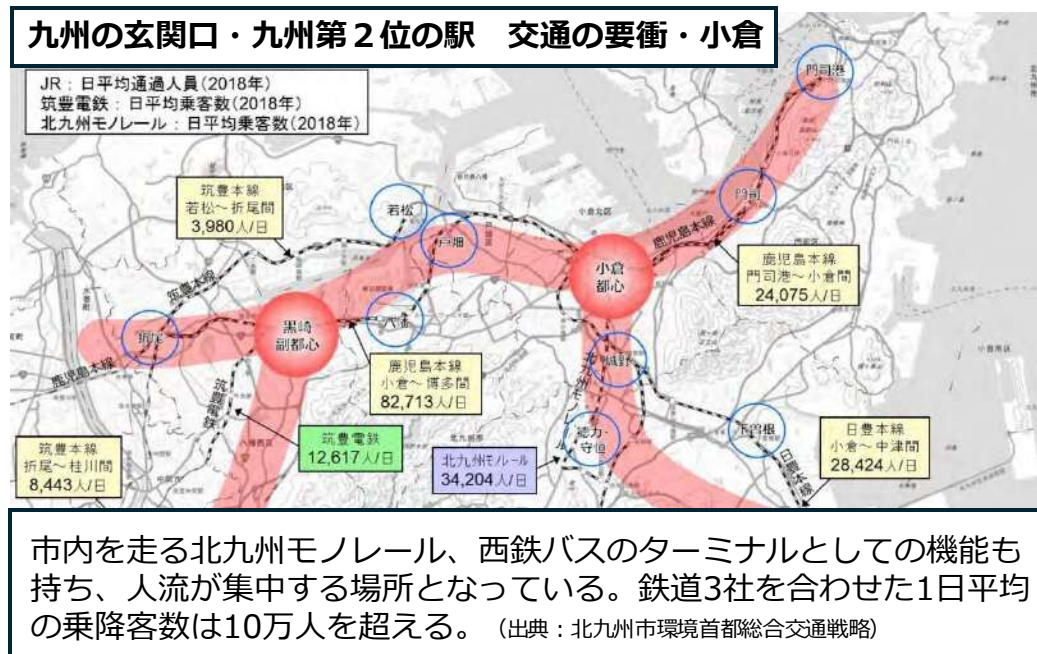 九州の玄関口・九州第２位の駅　交通の要衝・小倉
JR：日平均通過人員(2018年)
筑豊電鉄：日平均乗客数(2018年)
北九州モノレール：日平均乗客数(2018年)
門司港
筑豊本線
若松～折尾間
3,980人/日
若松
戸畑
小倉北区
門司
鹿児島本線
小倉
都心
鹿児島本線
門司港～小倉間
24,075人/日
筑豊本線
黒崎
副都心
八幡
折尾
城野
小倉南区
鹿児島本線
鹿児島本線
小倉～博多間
82,713人/日
筑豊電鉄
北九州モノレール
徳力・
守恒
下曽根
筑豊本線
折尾～桂川間
8,443人/日
筑豊電鉄
12,617人/日
北九州市
北九州モノレール
34,204人/日
日豊本線
日豊本線
小倉～中津間
28,424人/日
市内を走る北九州モノレール、西鉄バスのターミナルとしての機能も
持ち、人流が集中する場所となっている。鉄道3社を合わせた1日平均
の乗降客数は10万人を超える。（出典：北九州市環境首都総合交通戦略）